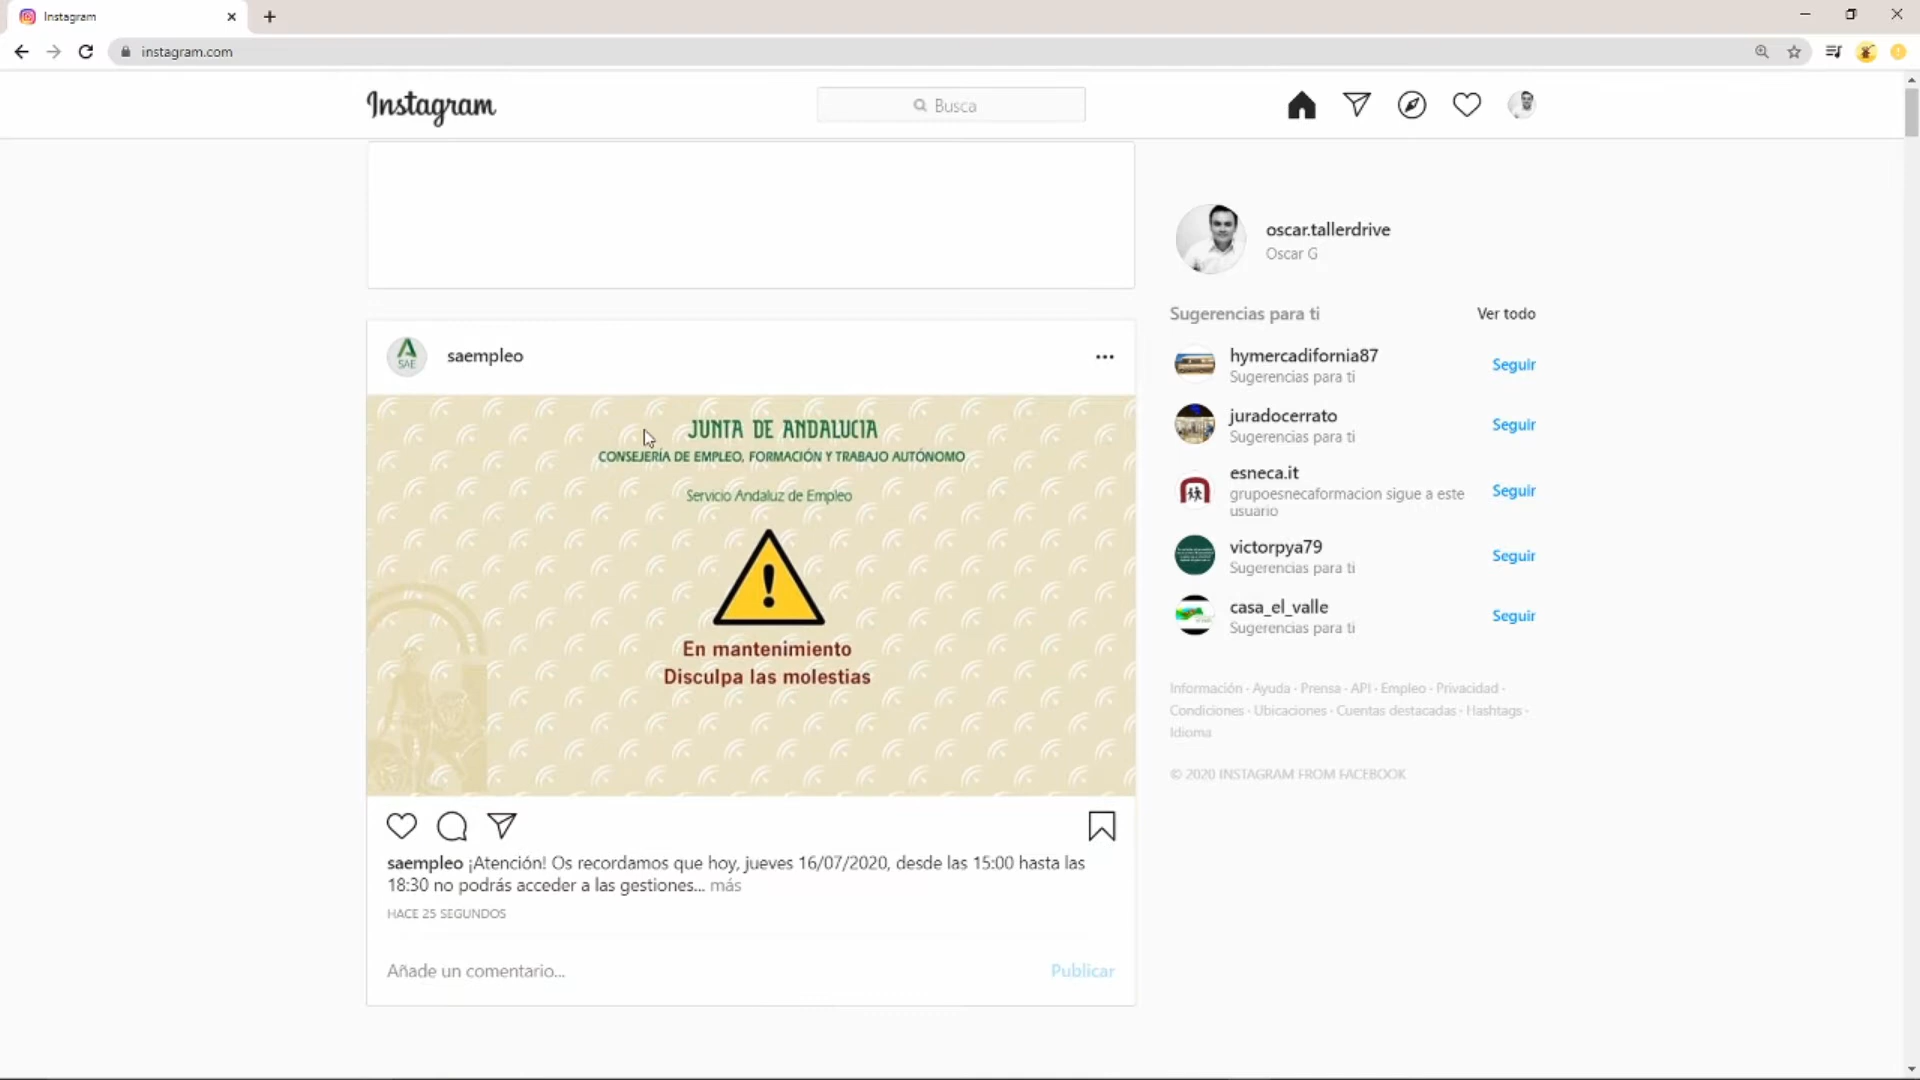 Instagram
instagram.com
Instagram
Busca
oscar.tallerdrive
Oscar G
Sugerencias para ti
Ver todo
hymercadifornia87
Sugerencias para ti
Seguir
juradocerrato
Sugerencias para ti
Seguir
esneca.it
grupoesnecaformacion sigue a este
usuario
Seguir
victorpya79
Sugerencias para ti
Seguir
casa_el_valle
Sugerencias para ti
Seguir
Información · Ayuda · Prensa · API · Empleo · Privacidad ·
Condiciones · Ubicaciones · Cuentas destacadas · Hashtags ·
Idioma
© 2020 INSTAGRAM FROM FACEBOOK
SAE
saempleo
JUNTA DE ANDALUCIA
CONSEJERÍA DE EMPLEO, FORMACIÓN Y TRABAJO AUTÓNOMO
Servicio Andaluz de Empleo
!
En mantenimiento
Disculpa las molestias
saempleo ¡Atención! Os recordamos que hoy, jueves 16/07/2020, desde las 15:00 hasta las
18:30 no podrás acceder a las gestiones... más
HACE 25 SEGUNDOS
Añade un comentario...
Publicar